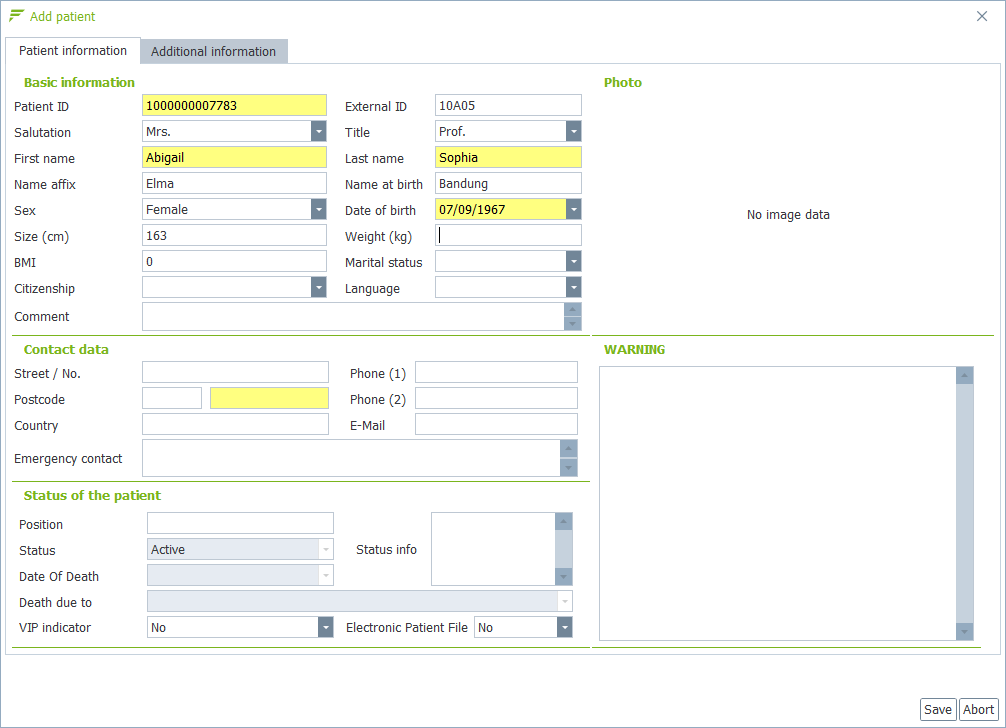 Add patient
Patient information Additional information
Basic information
Patient ID 1000000007783 External ID 10A05
Salutation Mrs. Title Prof.
First name Abigail Last name Sophia
Name affix Elma Name at birth Bandung
Sex Female Date of birth 07/09/1967
Size (cm) 163 Weight (kg)
BMI 0 Marital status
Citizenship Language
Comment
Photo
No image data
Contact data
Street / No. Phone (1)
Postcode Phone (2)
Country E-Mail
Emergency contact
WARNING
Status of the patient
Position
Status Active Status info
Date Of Death
Death due to
VIP indicator No Electronic Patient File No
Save Abort